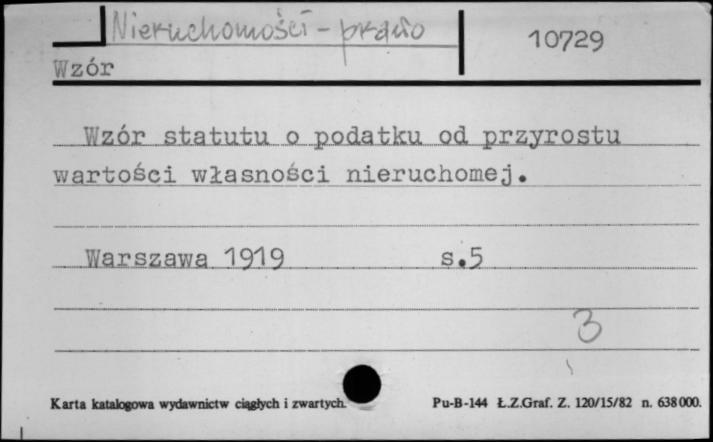 Nieruchomości - prawo
10729
Wzór
Wzór statutu o podatku od przyrostu
wartości własności nieruchomej.
Warszawa 1919 s.5
3
Karta katalogowa wydawnictw ciągłych i zwartych.
Pu-B-144 Ł.Z.Graf. Z. 120/15/82 n. 638000.